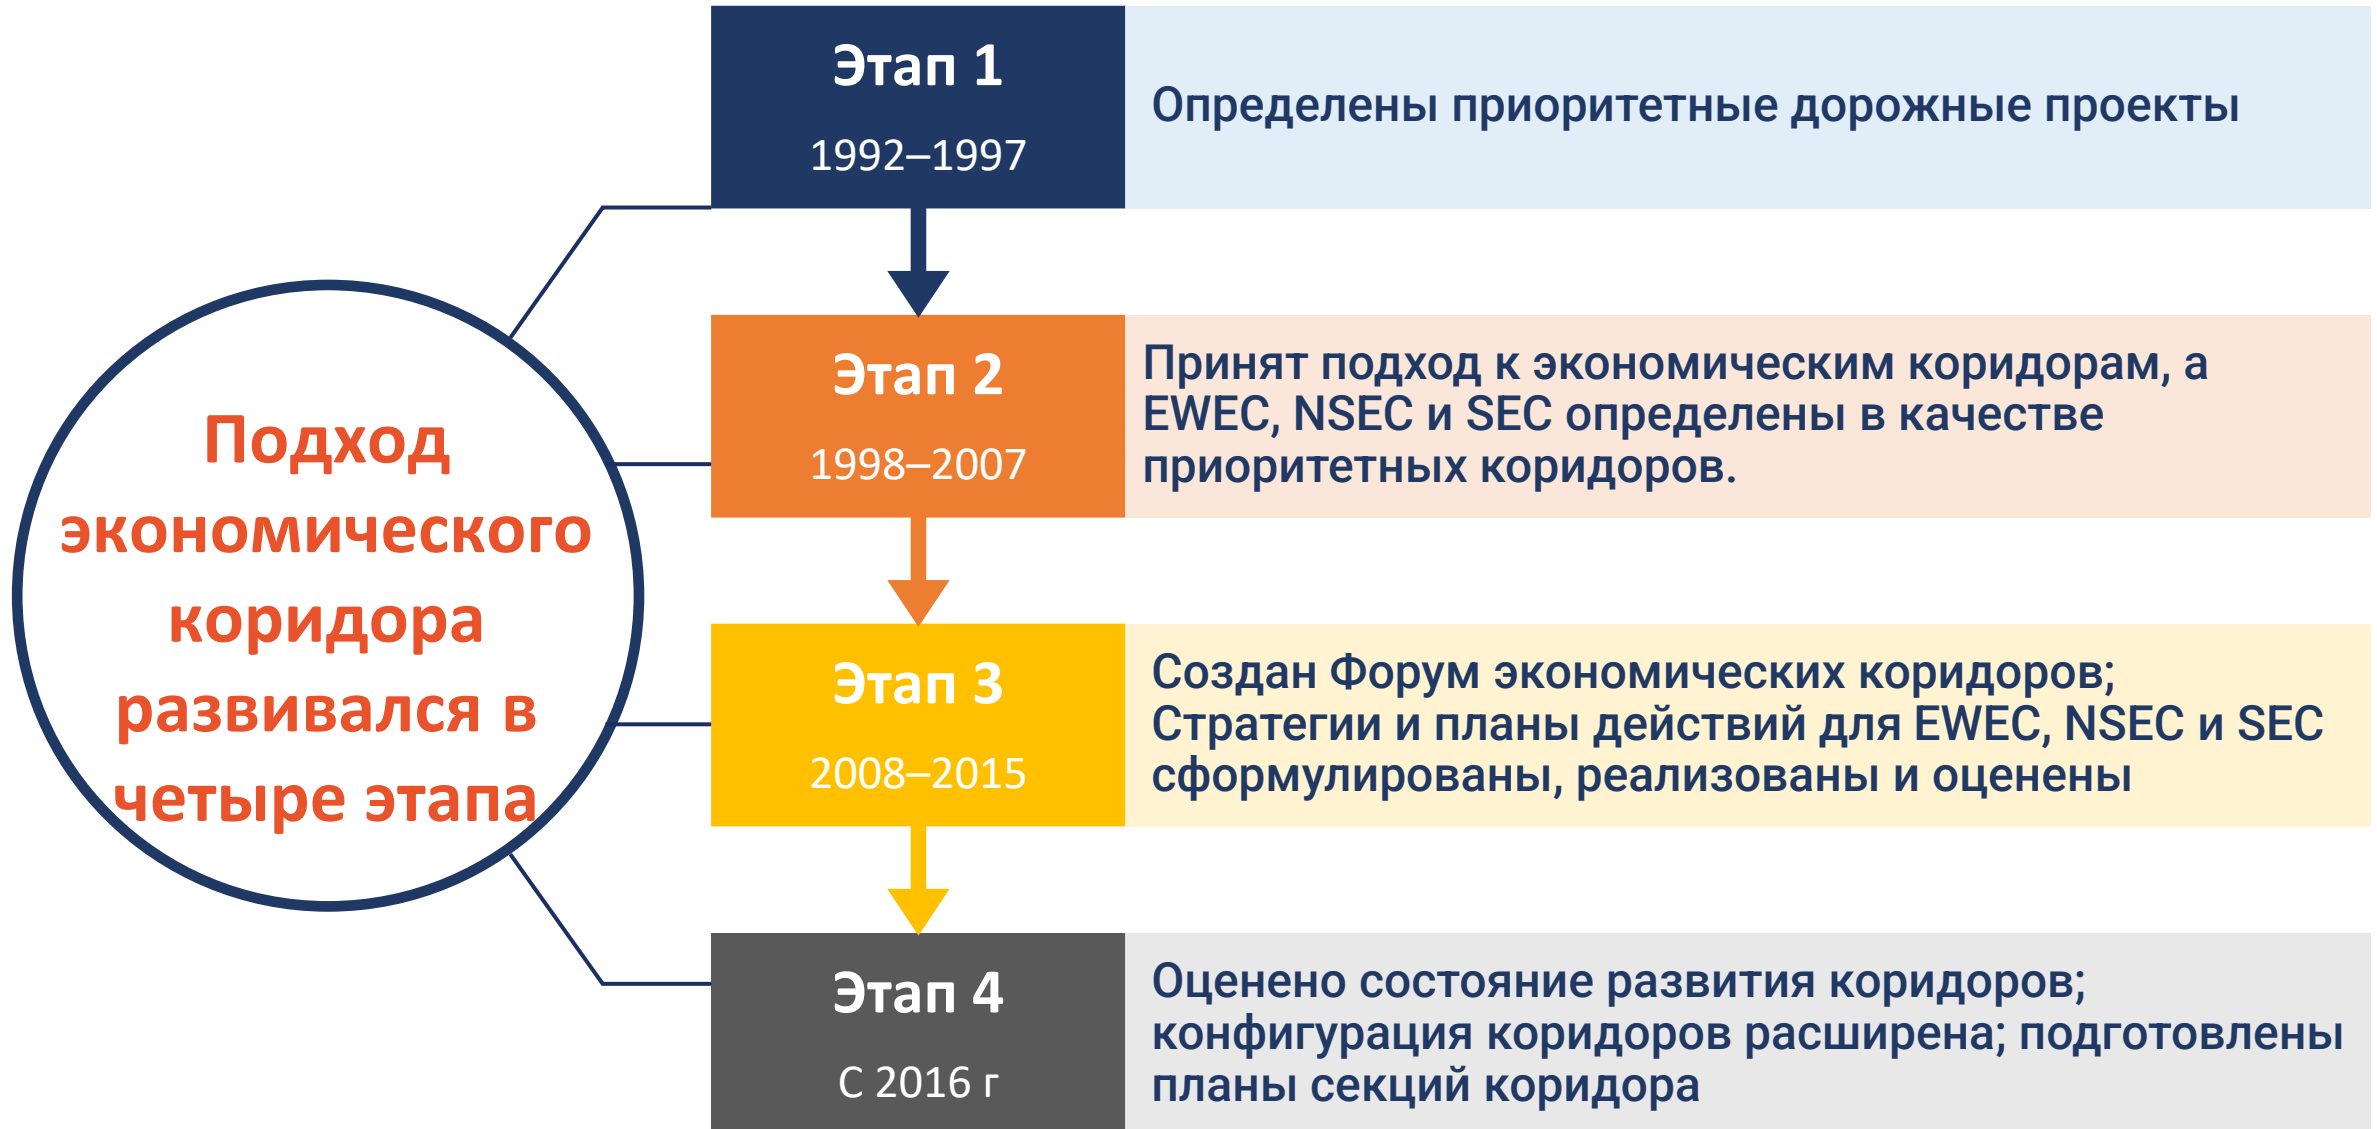 Подход
экономического
коридора
развивался в
четыре этапа
Этап 1
1992–1997
Определены приоритетные дорожные проекты
Этап 2
1998–2007
Принят подход к экономическим коридорам, а
EWEC, NSEC и SEC определены в качестве
приоритетных коридоров.
Этап 3
2008–2015
Создан Форум экономических коридоров;
Стратегии и планы действий для EWEC, NSEC и SEC
сформулированы, реализованы и оценены
Этап 4
С 2016 г
Оценено состояние развития коридоров;
конфигурация коридоров расширена; подготовлены
планы секций коридора